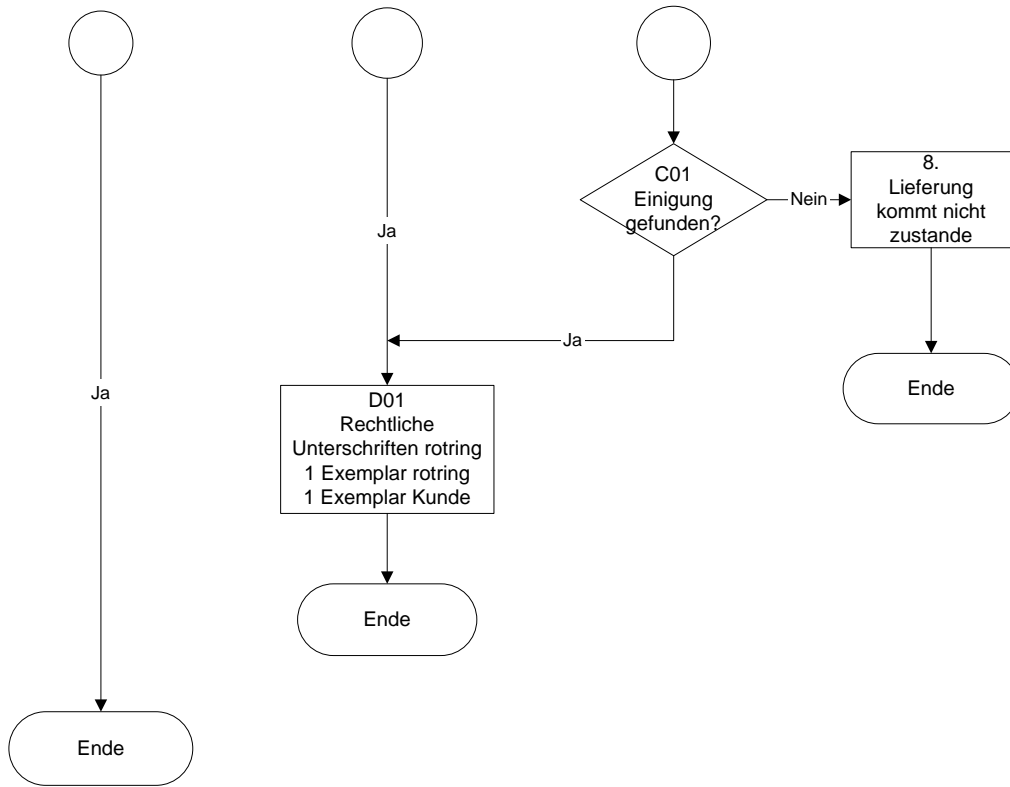 C01
Einigung
gefunden?
Nein
8.
Lieferung
kommt nicht
zustande
Ja
Ja
Ja
Ende
D01
Rechtliche
Unterschriften rotring
1 Exemplar rotring
1 Exemplar Kunde
Ende
Ende